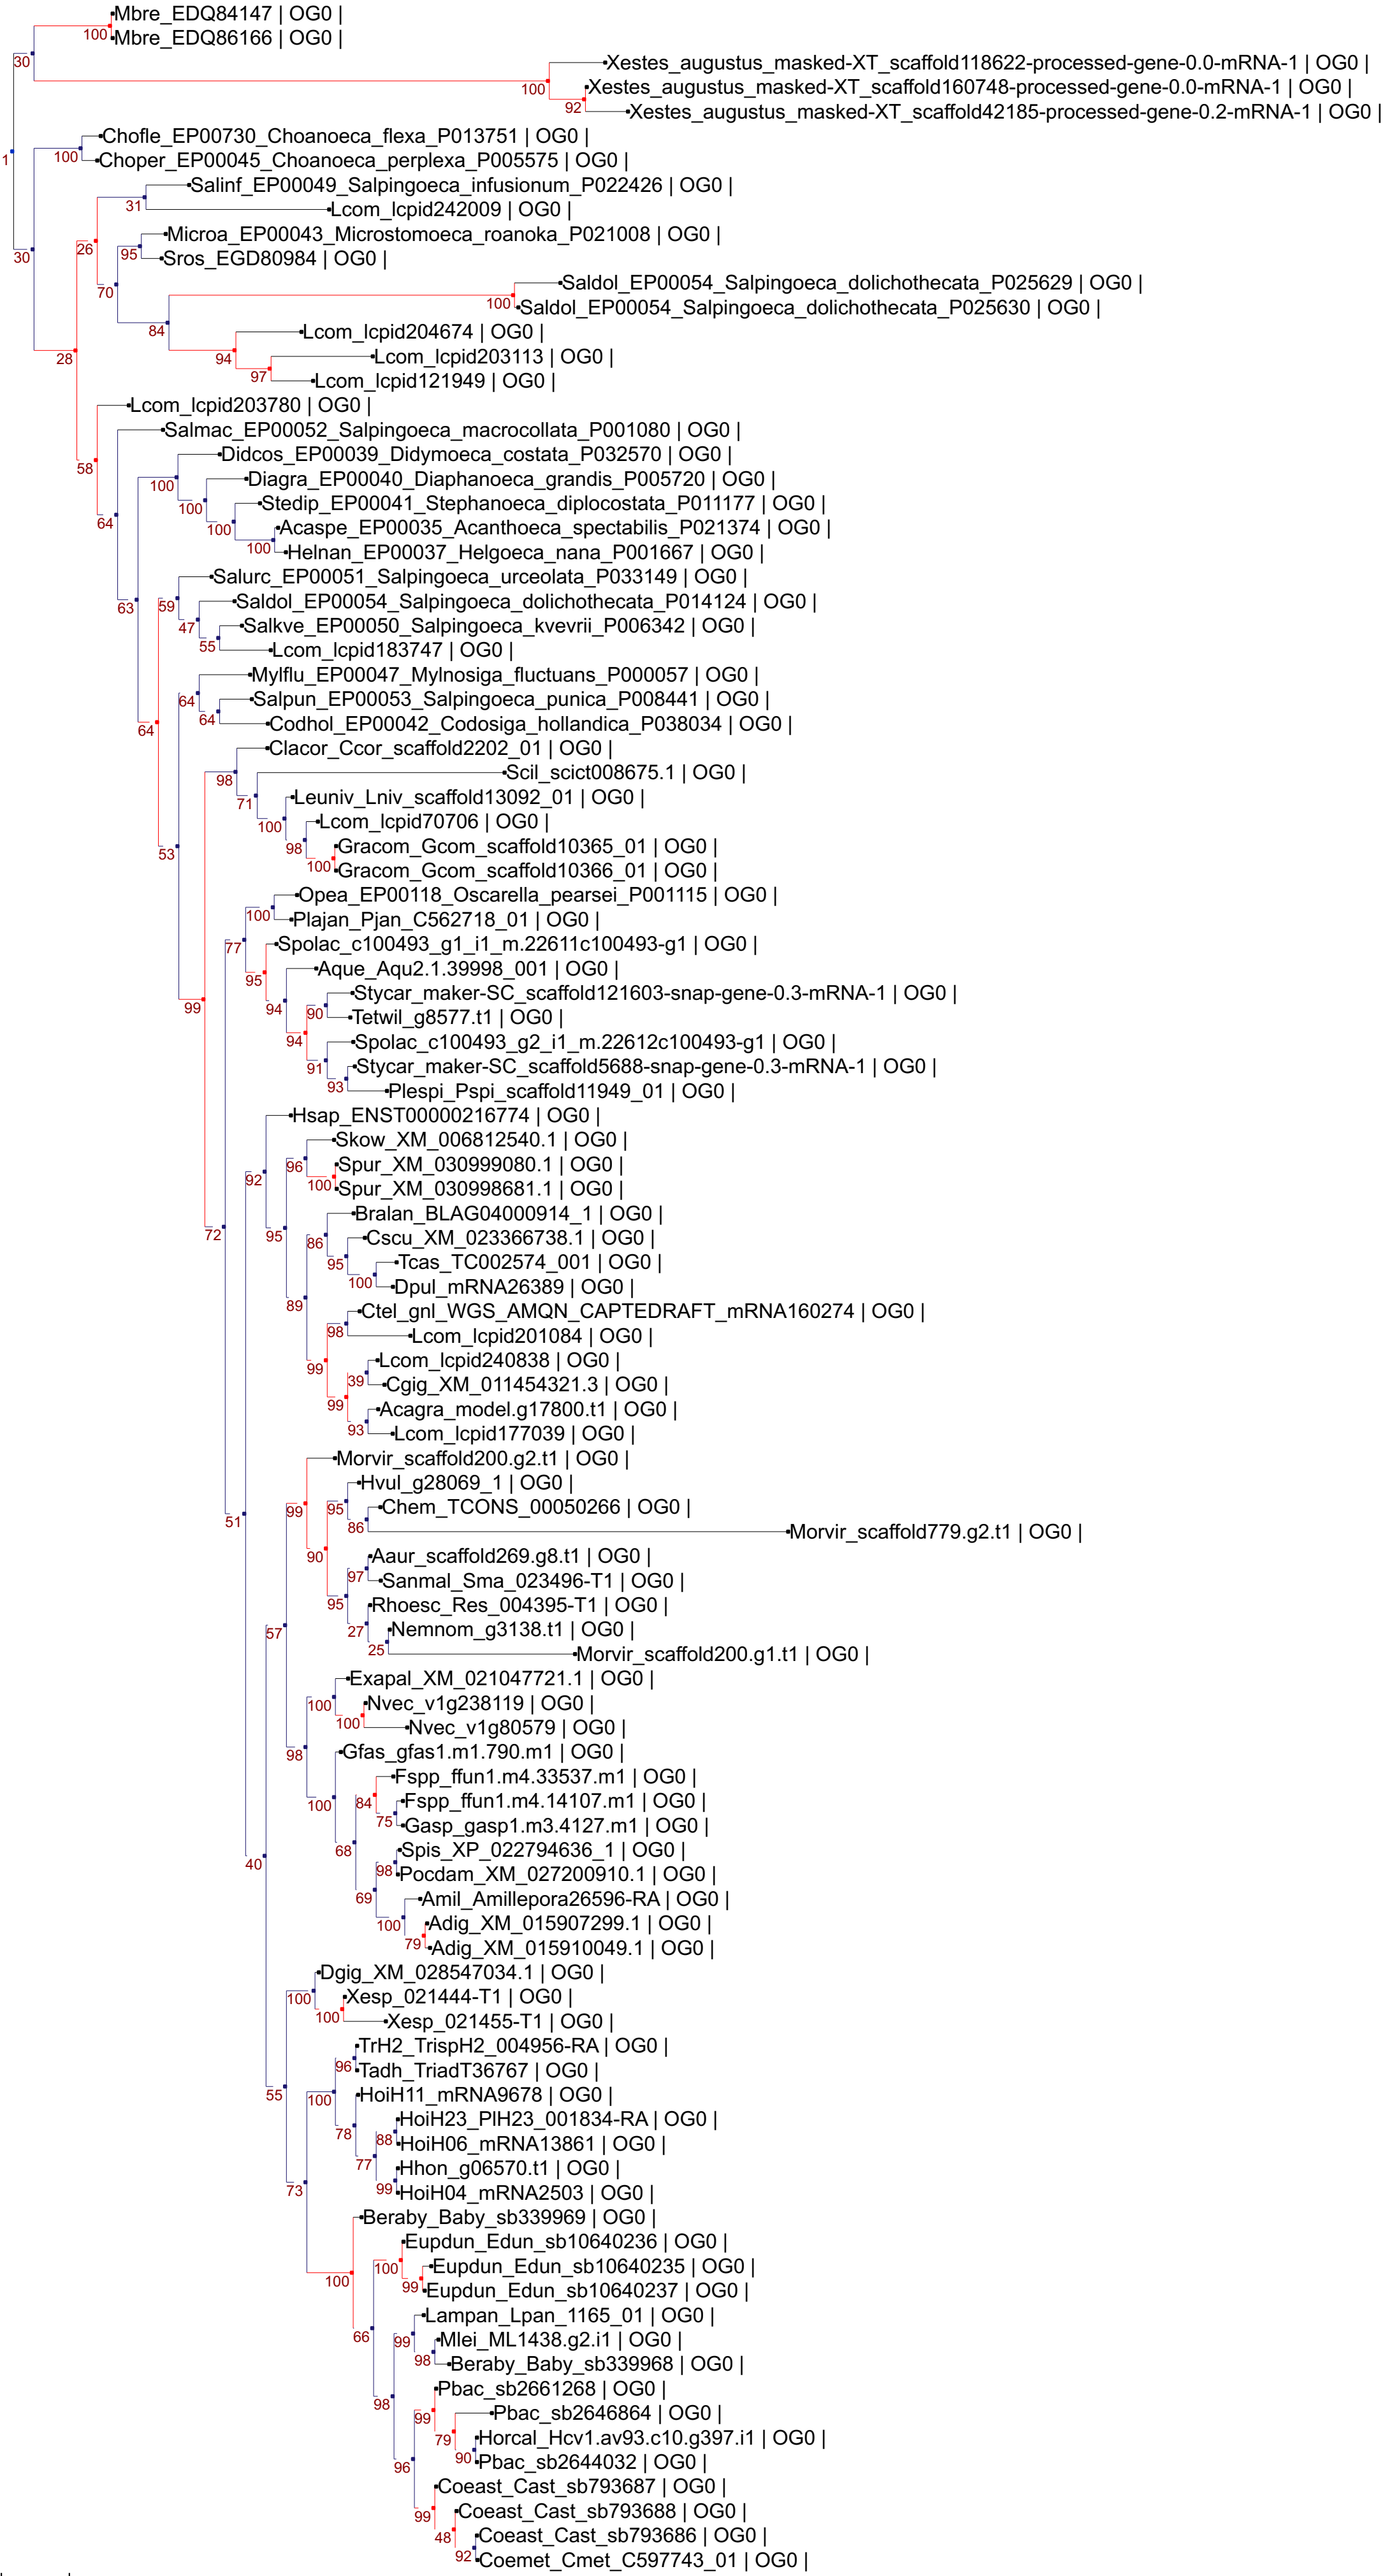 Mbre_EDQ84147 | OG0 |
100
Mbre_EDQ86166 | OG0 |
30
Xestes_augustus_masked-XT_scaffold118622-processed-gene-0.0-mRNA-1 | OG0 |
100
Xestes_augustus_masked-XT_scaffold160748-processed-gene-0.0-mRNA-1 | OG0 |
92
Xestes_augustus_masked-XT_scaffold42185-processed-gene-0.2-mRNA-1 | OG0 |
Chofle_EP00730_Choanoeca_flexa_P013751 | OG0 |
1
100
Choper_EP00045_Choanoeca_perplexa_P005575 | OG0 |
Salinf_EP00049_Salpingoeca_infusionum_P022426 | OG0 |
31
Lcom_lcpid242009 | OG0 |
Microa_EP00043_Microstomoeca_roanoka_P021008 | OG0 |
26
95
30
Sros_EGD80984 | OG0 |
70
Saldol_EP00054_Salpingoeca_dolichothecata_P025629 | OG0 |
100
Saldol_EP00054_Salpingoeca_dolichothecata_P025630 | OG0 |
84
Lcom_lcpid204674 | OG0 |
28
94
Lcom_lcpid203113 | OG0 |
97
Lcom_lcpid121949 | OG0 |
Lcom_lcpid203780 | OG0 |
Salmac_EP00052_Salpingoeca_macrocollata_P001080 | OG0 |
58
Didcos_EP00039_Didymoeca_costata_P032570 | OG0 |
100
Diagra_EP00040_Diaphanoeca_grandis_P005720 | OG0 |
100
Stedip_EP00041_Stephanoeca_diplocostata_P011177 | OG0 |
64
100
Acaspe_EP00035_Acanthoeca_spectabilis_P021374 | OG0 |
100
Helnan_EP00037_Helgoeca_nana_P001667 | OG0 |
Salurc_EP00051_Salpingoeca_urceolata_P033149 | OG0 |
63
59
Saldol_EP00054_Salpingoeca_dolichothecata_P014124 | OG0 |
47
Salkve_EP00050_Salpingoeca_kvevrii_P006342 | OG0 |
55
Lcom_lcpid183747 | OG0 |
Mylflu_EP00047_Mylnosiga_fluctuans_P000057 | OG0 |
64
Salpun_EP00053_Salpingoeca_punica_P008441 | OG0 |
64
64
Codhol_EP00042_Codosiga_hollandica_P038034 | OG0 |
Clacor_Ccor_scaffold2202_01 | OG0 |
98
Scil_scict008675.1 | OG0 |
71
Leuniv_Lniv_scaffold13092_01 | OG0 |
100
Lcom_lcpid70706 | OG0 |
98
53
Gracom_Gcom_scaffold10365_01 | OG0 |
100
Gracom_Gcom_scaffold10366_01 | OG0 |
Opea_EP00118_Oscarella_pearsei_P001115 | OG0 |
100
Plajan_Pjan_C562718_01 | OG0 |
77
Spolac_c100493_g1_i1_m.22611c100493-g1 | OG0 |
95
Aque_Aqu2.1.39998_001 | OG0 |
99
94
Stycar_maker-SC_scaffold121603-snap-gene-0.3-mRNA-1 | OG0 |
90
Tetwil_g8577.t1 | OG0 |
94
Spolac_c100493_g2_i1_m.22612c100493-g1 | OG0 |
91
Stycar_maker-SC_scaffold5688-snap-gene-0.3-mRNA-1 | OG0 |
93
Plespi_Pspi_scaffold11949_01 | OG0 |
Hsap_ENST00000216774 | OG0 |
Skow_XM_006812540.1 | OG0 |
92
96
Spur_XM_030999080.1 | OG0 |
100
Spur_XM_030998681.1 | OG0 |
Bralan_BLAG04000914_1 | OG0 |
72
95
86
Cscu_XM_023366738.1 | OG0 |
95
Tcas_TC002574_001 | OG0 |
100
Dpul_mRNA26389 | OG0 |
89
Ctel_gnl_WGS_AMQN_CAPTEDRAFT_mRNA160274 | OG0 |
98
Lcom_lcpid201084 | OG0 |
99
Lcom_lcpid240838 | OG0 |
39
Cgig_XM_011454321.3 | OG0 |
99
Acagra_model.g17800.t1 | OG0 |
93
Lcom_lcpid177039 | OG0 |
Morvir_scaffold200.g2.t1 | OG0 |
Hvul_g28069_1 | OG0 |
51
99
95
Chem_TCONS_00050266 | OG0 |
86
Morvir_scaffold779.g2.t1 | OG0 |
90
Aaur_scaffold269.g8.t1 | OG0 |
97
Sanmal_Sma_023496-T1 | OG0 |
95
Rhoesc_Res_004395-T1 | OG0 |
57
27
Nemnom_g3138.t1 | OG0 |
25
Morvir_scaffold200.g1.t1 | OG0 |
Exapal_XM_021047721.1 | OG0 |
100
Nvec_v1g238119 | OG0 |
100
Nvec_v1g80579 | OG0 |
98
Gfas_gfas1.m1.790.m1 | OG0 |
Fspp_ffun1.m4.33537.m1 | OG0 |
100
84
Fspp_ffun1.m4.14107.m1 | OG0 |
75
Gasp_gasp1.m3.4127.m1 | OG0 |
68
Spis_XP_022794636_1 | OG0 |
40
98
Pocdam_XM_027200910.1 | OG0 |
69
Amil_Amillepora26596-RA | OG0 |
100
Adig_XM_015907299.1 | OG0 |
79
Adig_XM_015910049.1 | OG0 |
Dgig_XM_028547034.1 | OG0 |
100
Xesp_021444-T1 | OG0 |
100
Xesp_021455-T1 | OG0 |
TrH2_TrispH2_004956-RA | OG0 |
96
Tadh_TriadT36767 | OG0 |
55
100
HoiH11_mRNA9678 | OG0 |
78
HoiH23_PlH23_001834-RA | OG0 |
88
HoiH06_mRNA13861 | OG0 |
77
Hhon_g06570.t1 | OG0 |
73
99
HoiH04_mRNA2503 | OG0 |
Beraby_Baby_sb339969 | OG0 |
Eupdun_Edun_sb10640236 | OG0 |
100
Eupdun_Edun_sb10640235 | OG0 |
100
99
Eupdun_Edun_sb10640237 | OG0 |
Lampan_Lpan_1165_01 | OG0 |
66
99
Mlei_ML1438.g2.i1 | OG0 |
98
Beraby_Baby_sb339968 | OG0 |
Pbac_sb2661268 | OG0 |
98
99
Pbac_sb2646864 | OG0 |
79
Horcal_Hcv1.av93.c10.g397.i1 | OG0 |
90
Pbac_sb2644032 | OG0 |
96
Coeast_Cast_sb793687 | OG0 |
99
Coeast_Cast_sb793688 | OG0 |
48
Coeast_Cast_sb793686 | OG0 |
92
Coemet_Cmet_C597743_01 | OG0 |